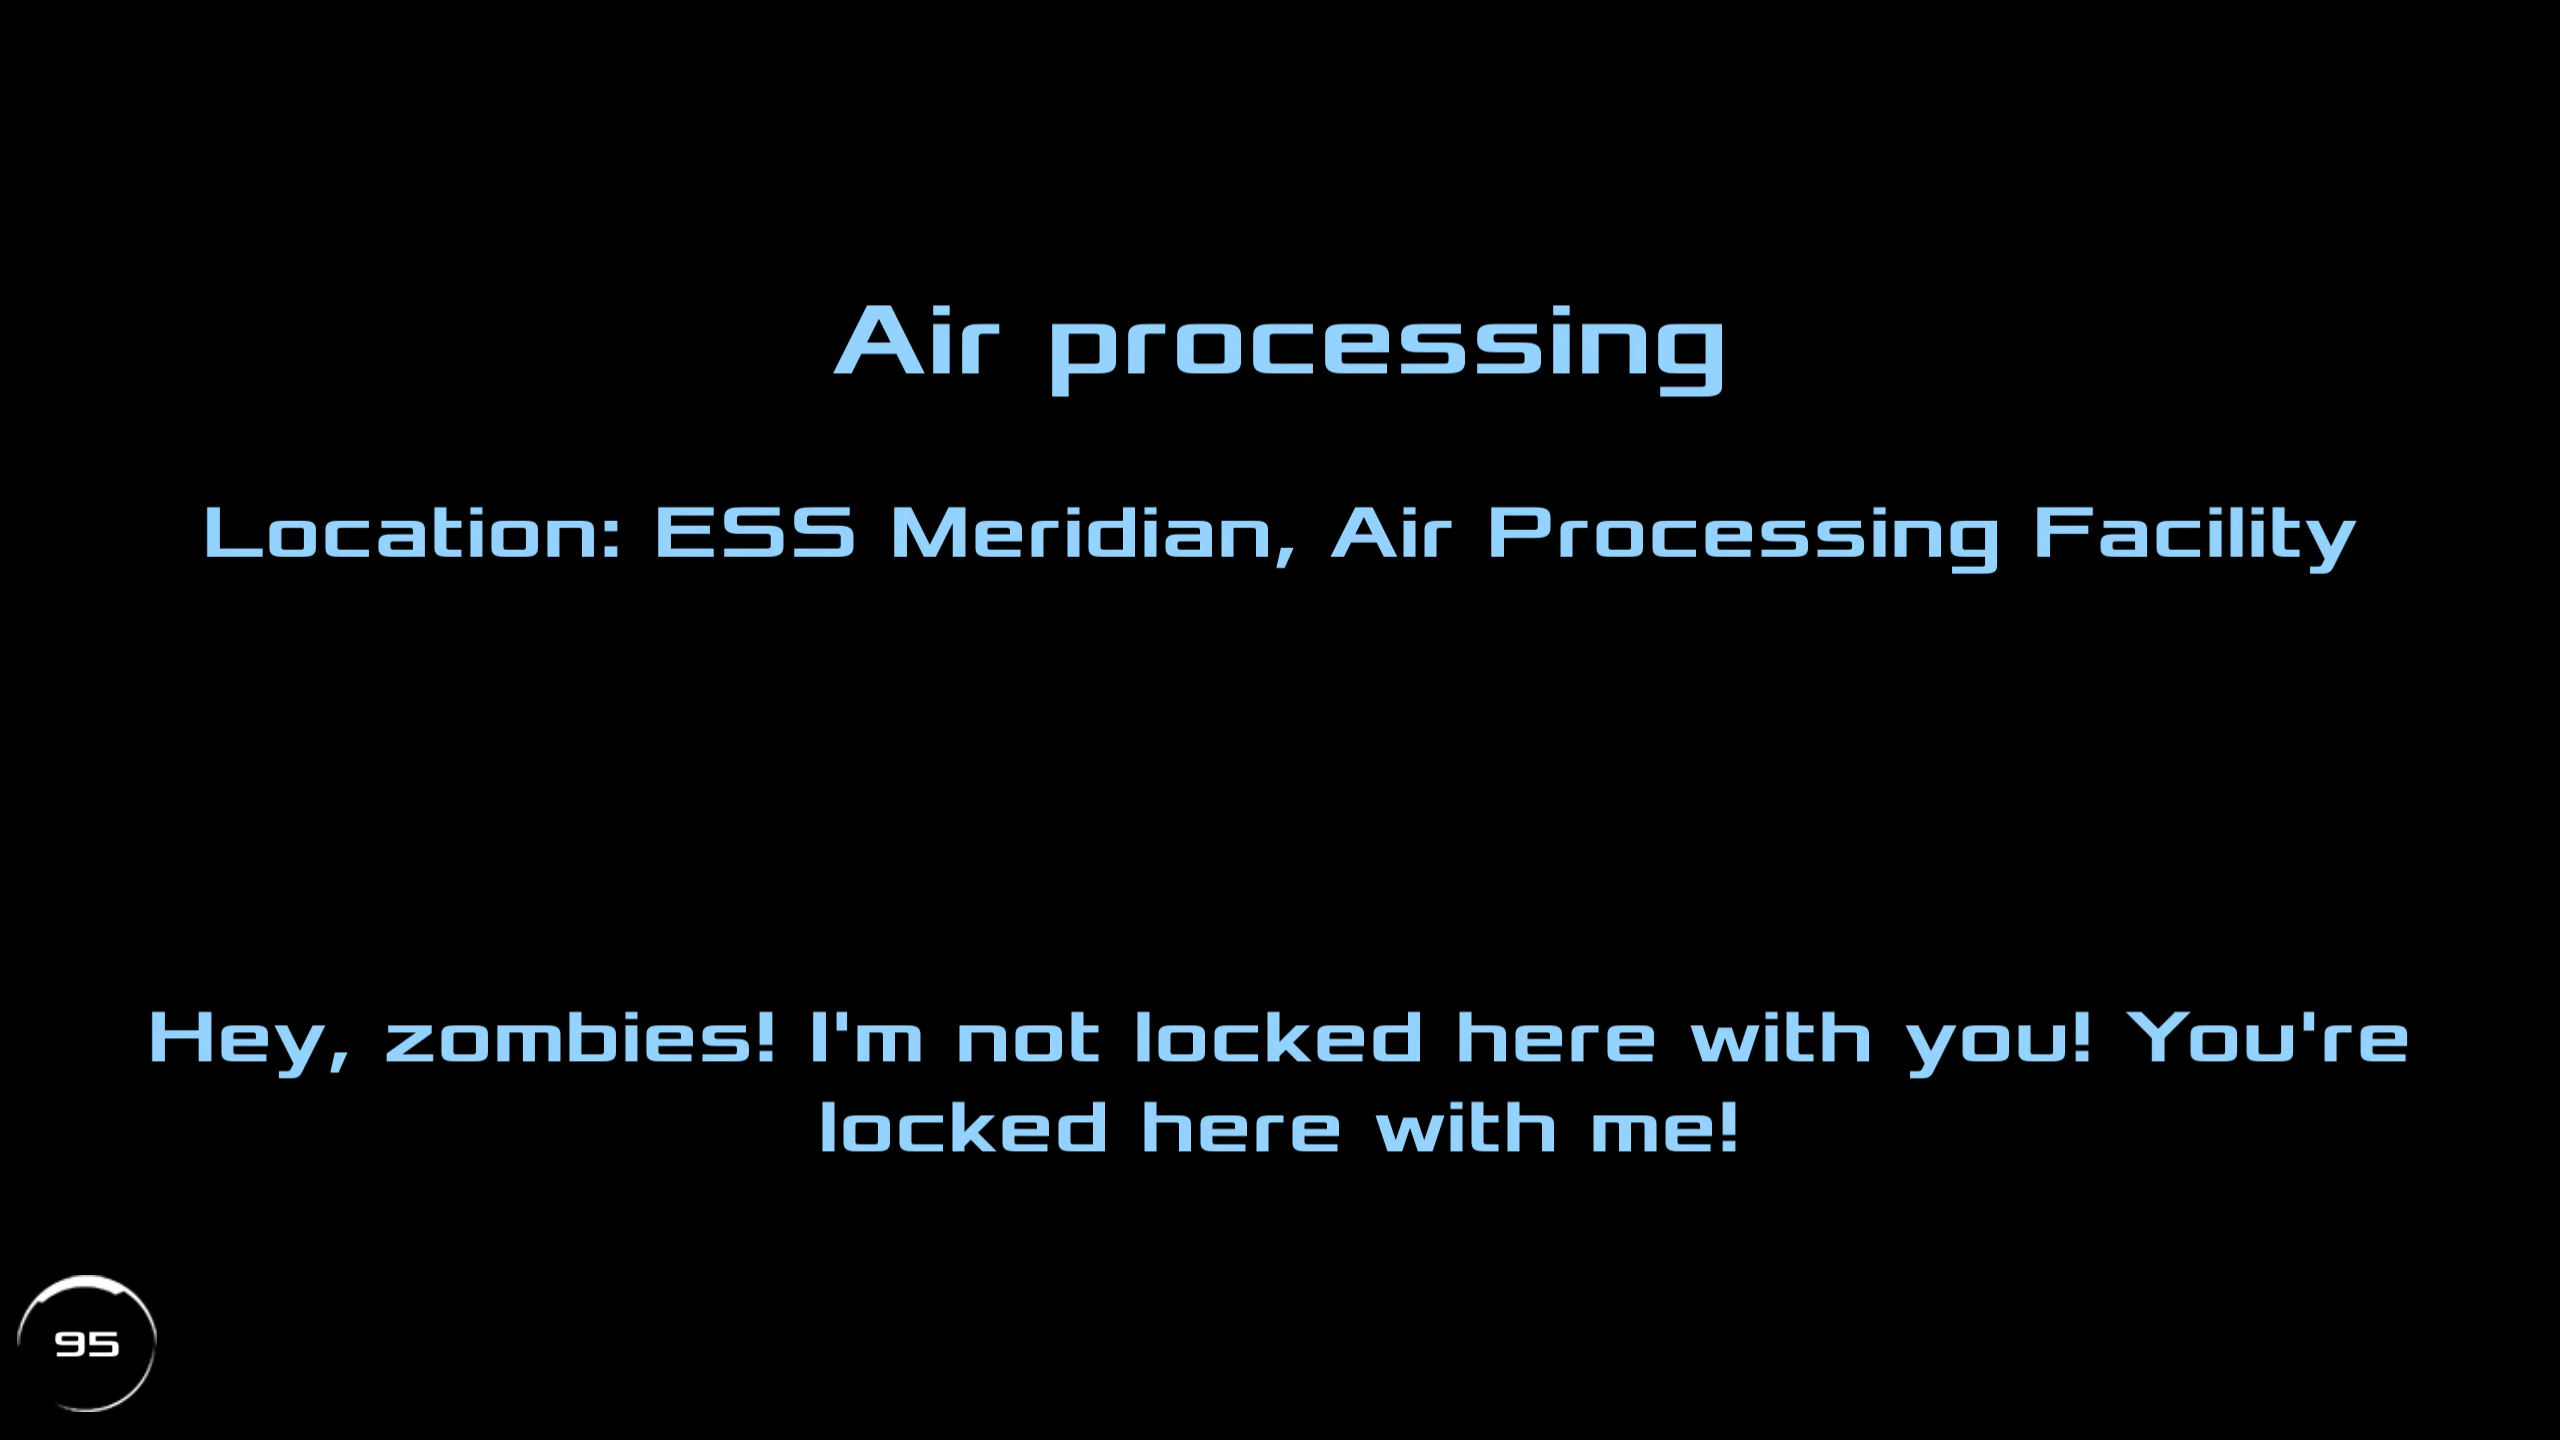 Air processing
Location: ESS Meridian, Air Processing Facility
Hey, zombies! I'm not locked here with you! You're
locked here with me!
95